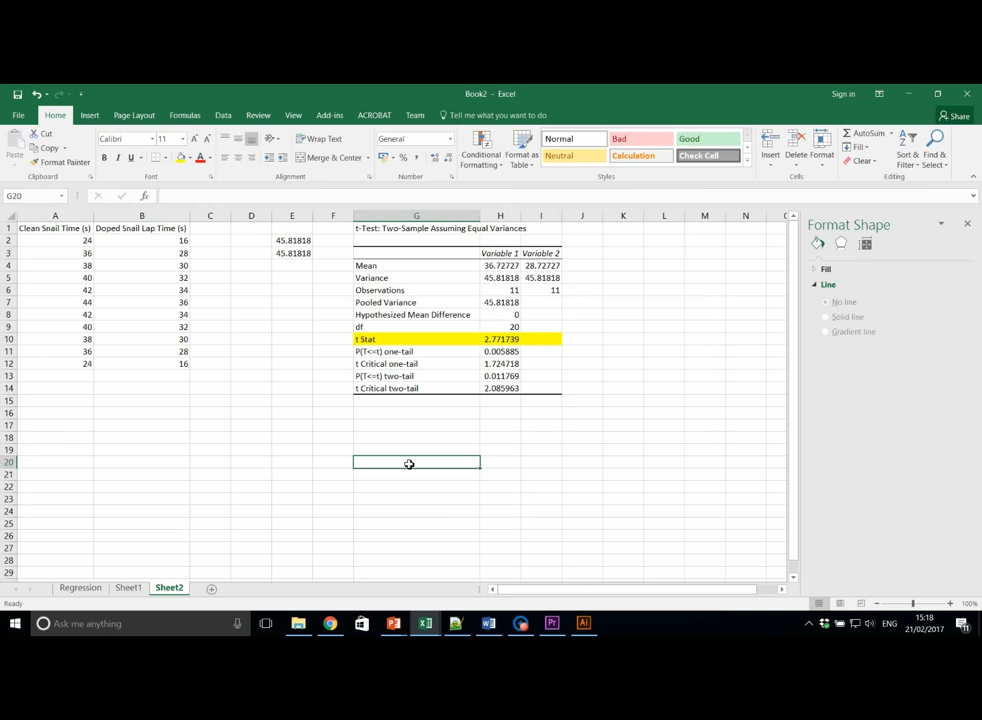 Book2 - Excel
Sign in
File Home Insert Page Layout Formulas Data Review View Add-ins ACROBAT Team Tell me what you want to do Share
Paste Cut Copy Format Painter Clipboard
Calibri 11 B I U A Font
Wrap Text Merge & Center Alignment
General % , Number
Conditional Formatting Format as Table
Normal Bad Good
Neutral Calculation Check Cell
Styles
Insert Delete Format Cells
AutoSum Fill Clear Sort & Filter Find & Select Editing
G20 fx
A B C D E F G H I J K L M N
1 Clean Snail Time (s) Doped Snail Lap Time (s) t-Test: Two-Sample Assuming Equal Variances
2 24 16 45.81818
3 36 28 45.81818 Variable 1 Variable 2
4 38 30 Mean 36.72727 28.72727
5 40 32 Variance 45.81818 45.81818
6 42 34 Observations 11 11
7 44 36 Pooled Variance 45.81818
8 42 34 Hypothesized Mean Difference 0
9 40 32 df 20
10 38 30 t Stat 2.771739
11 36 28 P(T<=t) one-tail 0.005885
12 24 16 t Critical one-tail 1.724718
13 P(T<=t) two-tail 0.011769
14 t Critical two-tail 2.085963
15
16
17
18
19
20
21
22
23
24
25
26
27
28
29
Format Shape
Fill
Line
No line
Solid line
Gradient line
Regression Sheet1 Sheet2
Ready 100%
Ask me anything
ENG
15:18
21/02/2017
11